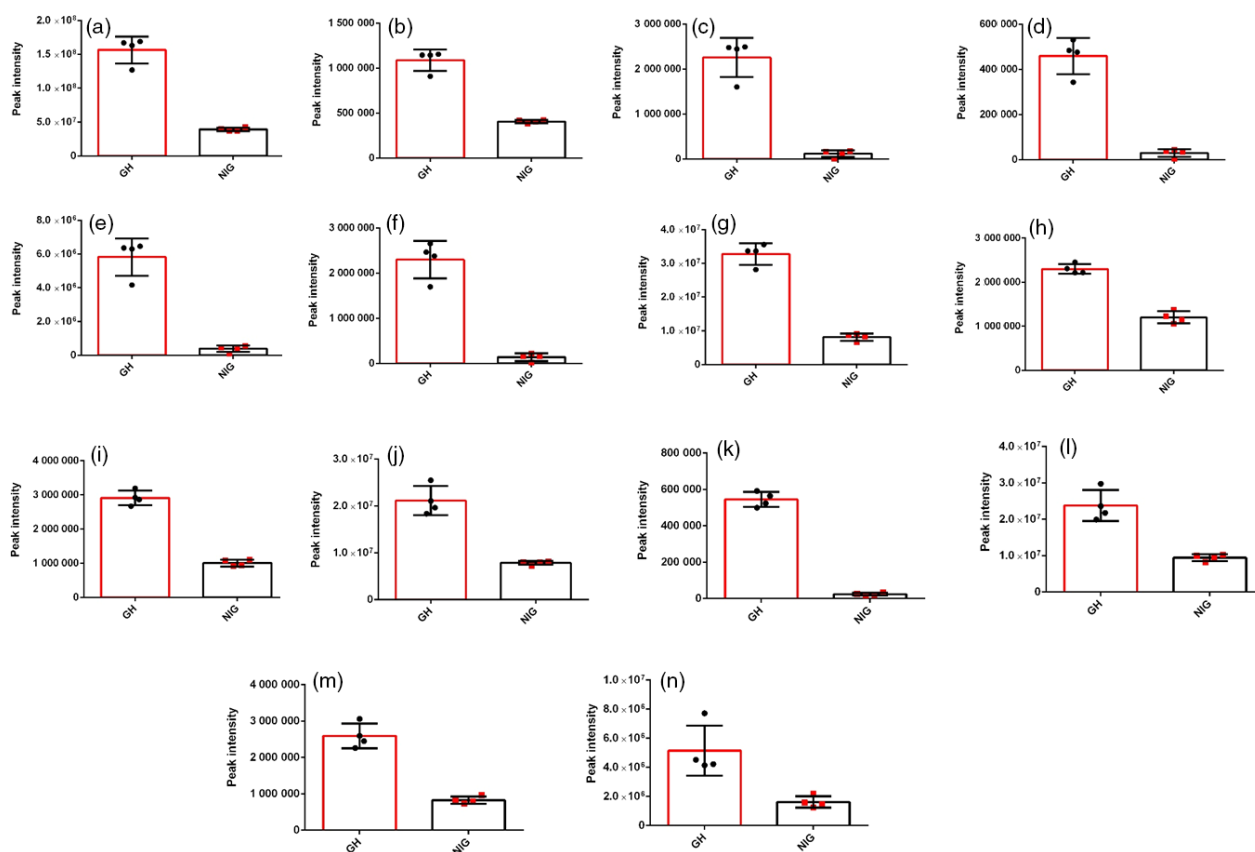 (a)
Peak intensity
2.0 ×10⁸
1.5 ×10⁸
1.0 ×10⁸
5.0 ×10⁷
0
GH
NIG
(b)
Peak intensity
1 500 000
1 000 000
500 000
0
GH
NIG
(c)
Peak intensity
3 000 000
2 000 000
1 000 000
0
GH
NIG
(d)
Peak intensity
600 000
400 000
200 000
0
GH
NIG
(e)
Peak intensity
8.0 ×10⁶
6.0 ×10⁶
4.0 ×10⁶
2.0 ×10⁶
0
GH
NIG
(f)
Peak intensity
3 000 000
2 000 000
1 000 000
0
GH
NIG
(g)
Peak intensity
4.0 ×10⁷
3.0 ×10⁷
2.0 ×10⁷
1.0 ×10⁷
0
GH
NIG
(h)
Peak intensity
3 000 000
2 000 000
1 000 000
0
GH
NIG
(i)
Peak intensity
4 000 000
3 000 000
2 000 000
1 000 000
0
GH
NIG
(j)
Peak intensity
3.0 ×10⁷
2.0 ×10⁷
1.0 ×10⁷
0
GH
NIG
(k)
Peak intensity
800 000
600 000
400 000
200 000
0
GH
NIG
(l)
Peak intensity
4.0 ×10⁷
3.0 ×10⁷
2.0 ×10⁷
1.0 ×10⁷
0
GH
NIG
(m)
Peak intensity
4 000 000
3 000 000
2 000 000
1 000 000
0
GH
NIG
(n)
Peak intensity
1.0 ×10⁷
8.0 ×10⁶
6.0 ×10⁶
4.0 ×10⁶
2.0 ×10⁶
0
GH
NIG